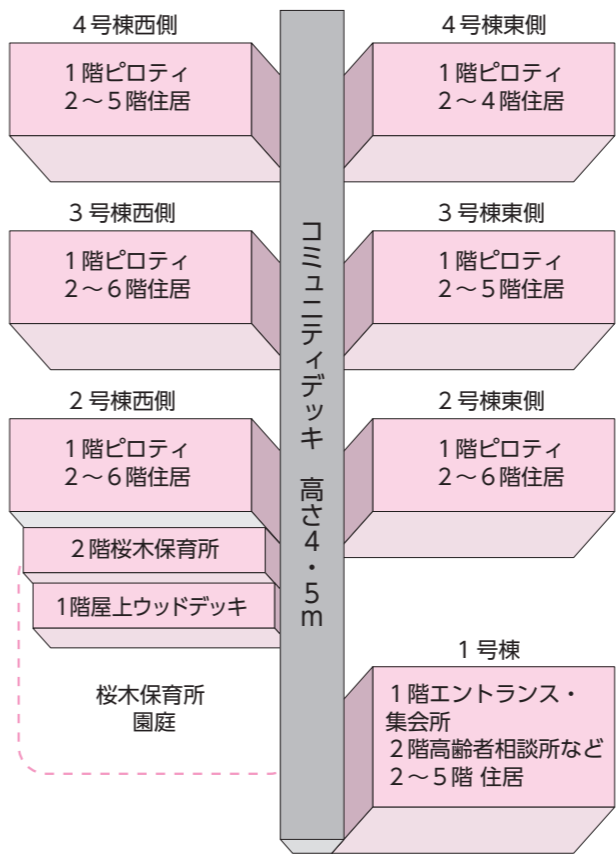 4号棟西側
1階ピロティ
2～5階住居
4号棟東側
1階ピロティ
2～4階住居
コミュニティデッキ 高さ4・5m
3号棟西側
1階ピロティ
2～6階住居
3号棟東側
1階ピロティ
2～5階住居
2号棟西側
1階ピロティ
2～6階住居
2号棟東側
1階ピロティ
2～6階住居
2階桜木保育所
1階屋上ウッドデッキ
桜木保育所
園庭
1号棟
1階エントランス・
集会所
2階高齢者相談所など
2～5階 住居